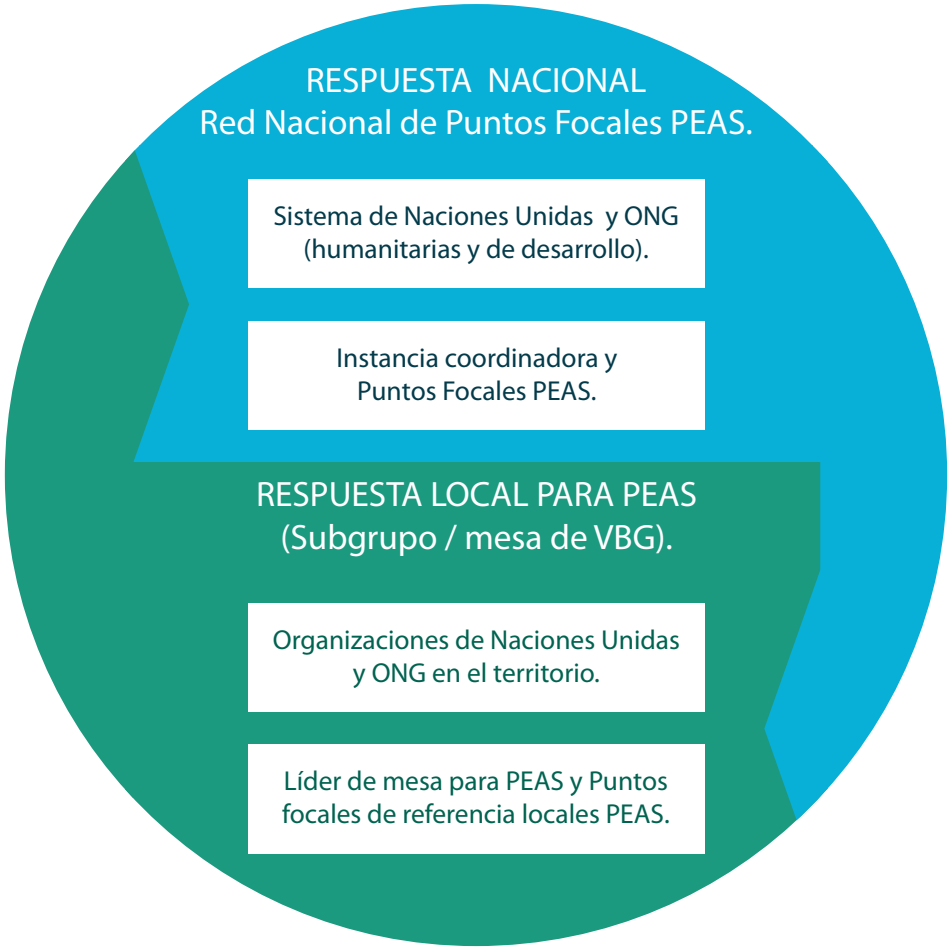 RESPUESTA NACIONAL
Red Nacional de Puntos Focales PEAS.
Sistema de Naciones Unidas y ONG
(humanitarias y de desarrollo).
Instancia coordinadora y
Puntos Focales PEAS.
RESPUESTA LOCAL PARA PEAS
(Subgrupo / mesa de VBG).
Organizaciones de Naciones Unidas
y ONG en el territorio.
Líder de mesa para PEAS y Puntos
focales de referencia locales PEAS.